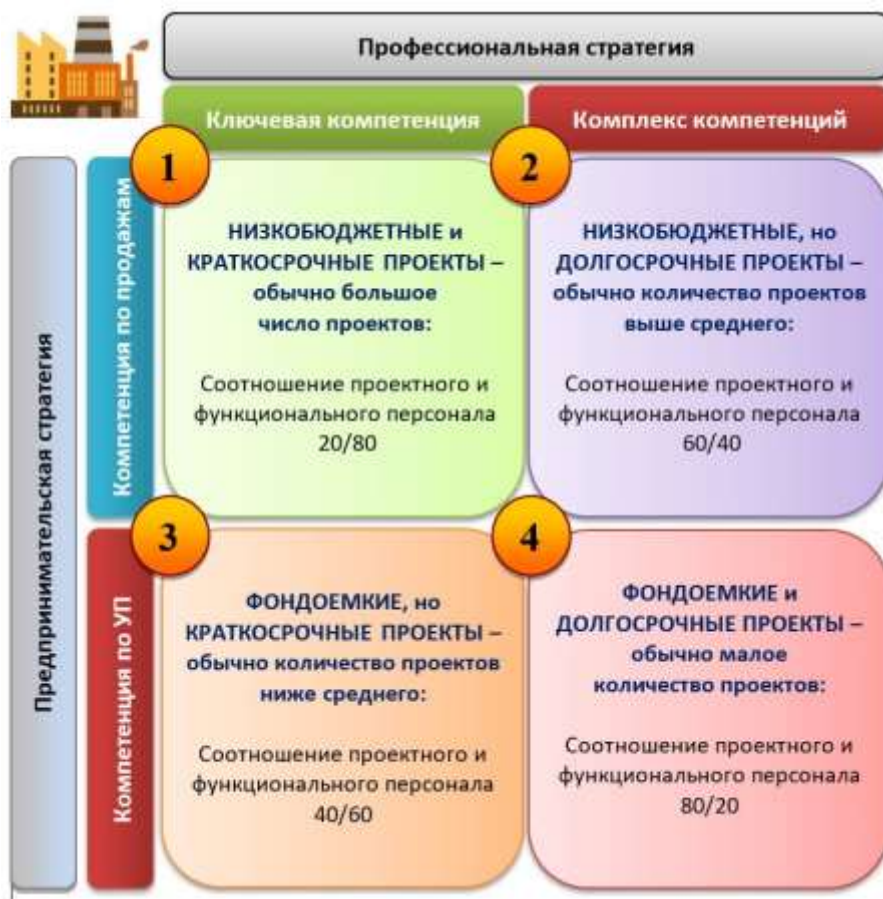 Профессиональная стратегия
Ключевая компетенция
Комплекс компетенций
Предпринимательская стратегия
Компетенция по продажам
1
НИЗКОБЮДЖЕТНЫЕ и
КРАТКОСРОЧНЫЕ ПРОЕКТЫ –
обычно большое
число проектов:
Соотношение проектного и
функционального персонала
20/80
2
НИЗКОБЮДЖЕТНЫЕ, но
ДОЛГОСРОЧНЫЕ ПРОЕКТЫ –
обычно количество проектов
выше среднего:
Соотношение проектного и
функционального персонала
60/40
Компетенция по УП
3
ФОНДОЕМКИЕ, но
КРАТКОСРОЧНЫЕ ПРОЕКТЫ –
обычно количество проектов
ниже среднего:
Соотношение проектного и
функционального персонала
40/60
4
ФОНДОЕМКИЕ и
ДОЛГОСРОЧНЫЕ ПРОЕКТЫ –
обычно малое
количество проектов:
Соотношение проектного и
функционального персонала
80/20